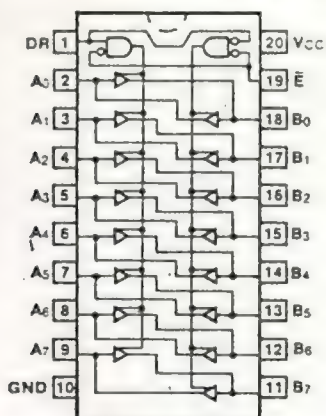 DR 1 20 VCC
A0 2 19 Ē
A1 3 18 B0
A2 4 17 B1
A3 5 16 B2
A4 6 15 B3
A5 7 14 B4
A6 8 13 B5
A7 9 12 B6
GND 10 11 B7